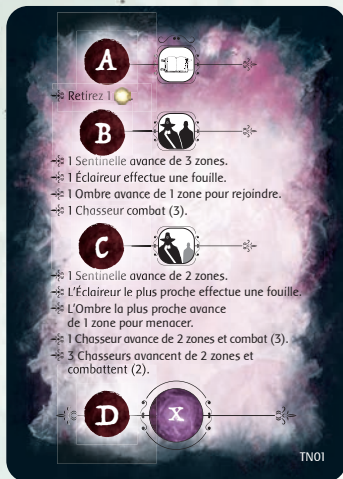 A
Retirez 1
B
1 Sentinelle avance de 3 zones.
1 Éclaireur effectue une fouille.
1 Ombre avance de 1 zone pour rejoindre.
1 Chasseur combat (3).
C
1 Sentinelle avance de 2 zones.
L'Éclaireur le plus proche effectue une fouille.
L'Ombre la plus proche avance
de 1 zone pour menacer.
1 Chasseur avance de 2 zones et combat (3).
3 Chasseurs avancent de 2 zones et
combattent (2).
D X
TN01